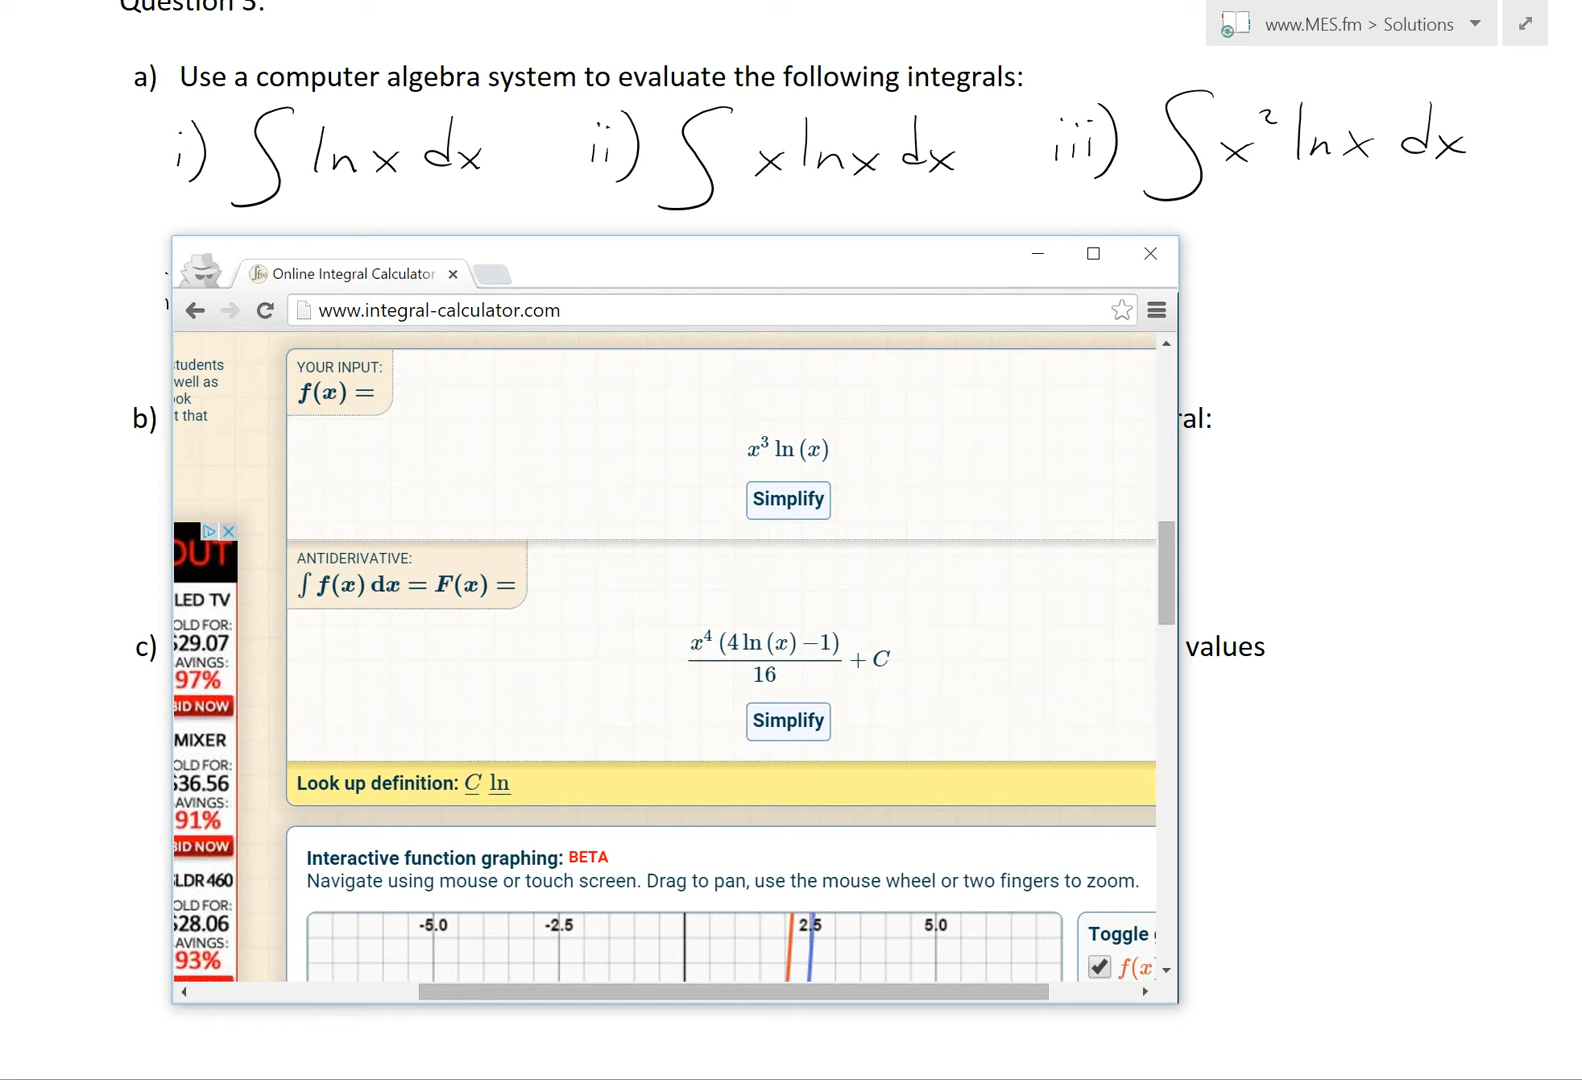 Question 3:
www.MES.fm > Solutions
a) Use a computer algebra system to evaluate the following integrals:
i) ∫ ln x dx ii) ∫ x ln x dx iii) ∫ x² ln x dx
Online Integral Calculator
www.integral-calculator.com
tudents
well as
ok
t that
YOUR INPUT:
f(x) =
x³ ln (x)
Simplify
b)
al:
ANTIDERIVATIVE:
∫ f(x) dx = F(x) =
x⁴ (4 ln (x) −1)
16
+ C
Simplify
c)
values
Look up definition: C ln
Interactive function graphing: BETA
Navigate using mouse or touch screen. Drag to pan, use the mouse wheel or two fingers to zoom.
-5.0 -2.5 2.5 5.0
Toggle
f(x
OUT
LED TV
OLD FOR:
$29.07
AVINGS:
97%
BID NOW
MIXER
OLD FOR:
$36.56
AVINGS:
91%
BID NOW
LDR 460
OLD FOR:
$28.06
AVINGS:
93%